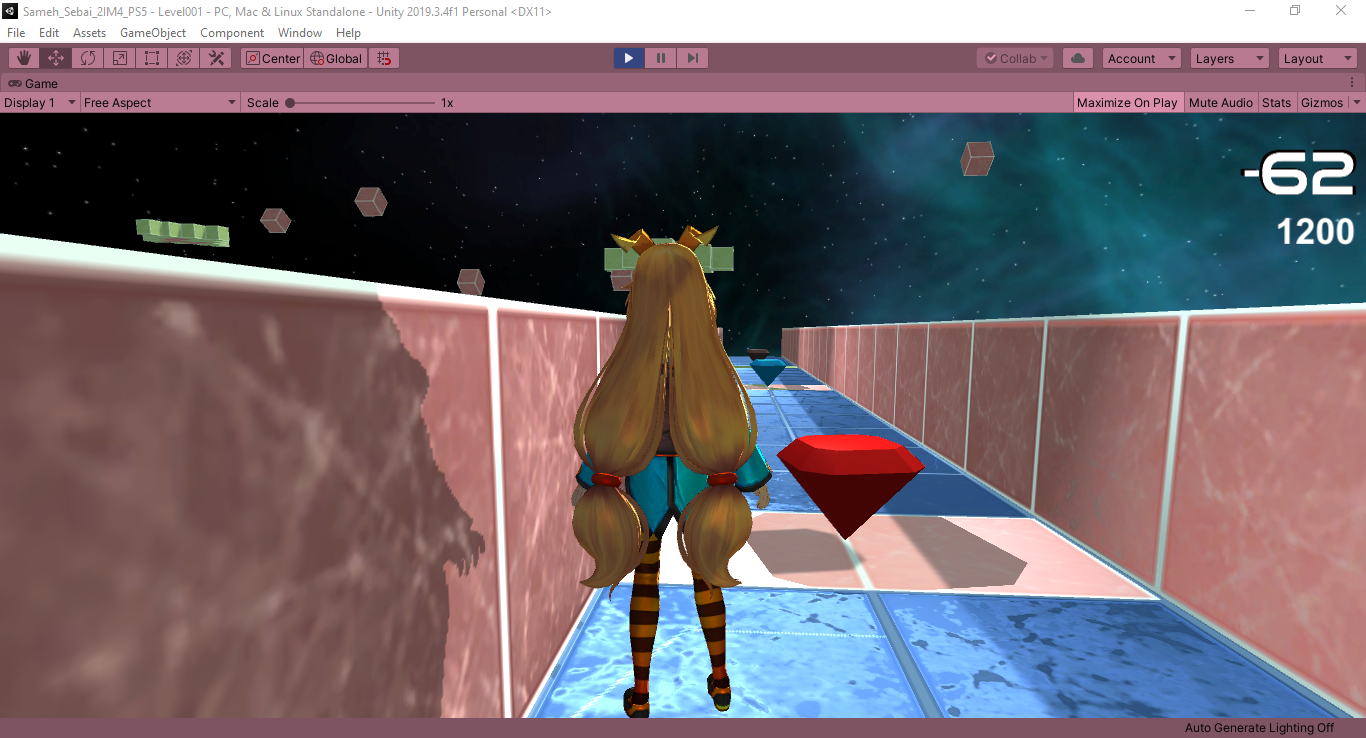 Sameh_Sebai_2IM4_PS5 - Level001 - PC, Mac & Linux Standalone - Unity 2019.3.4f1 Personal <DX11>
File Edit Assets GameObject Component Window Help
Center Global Collab Account Layers Layout
Game
Display 1 Free Aspect Scale 1x Maximize On Play Mute Audio Stats Gizmos
-62
1200
Auto Generate Lighting Off